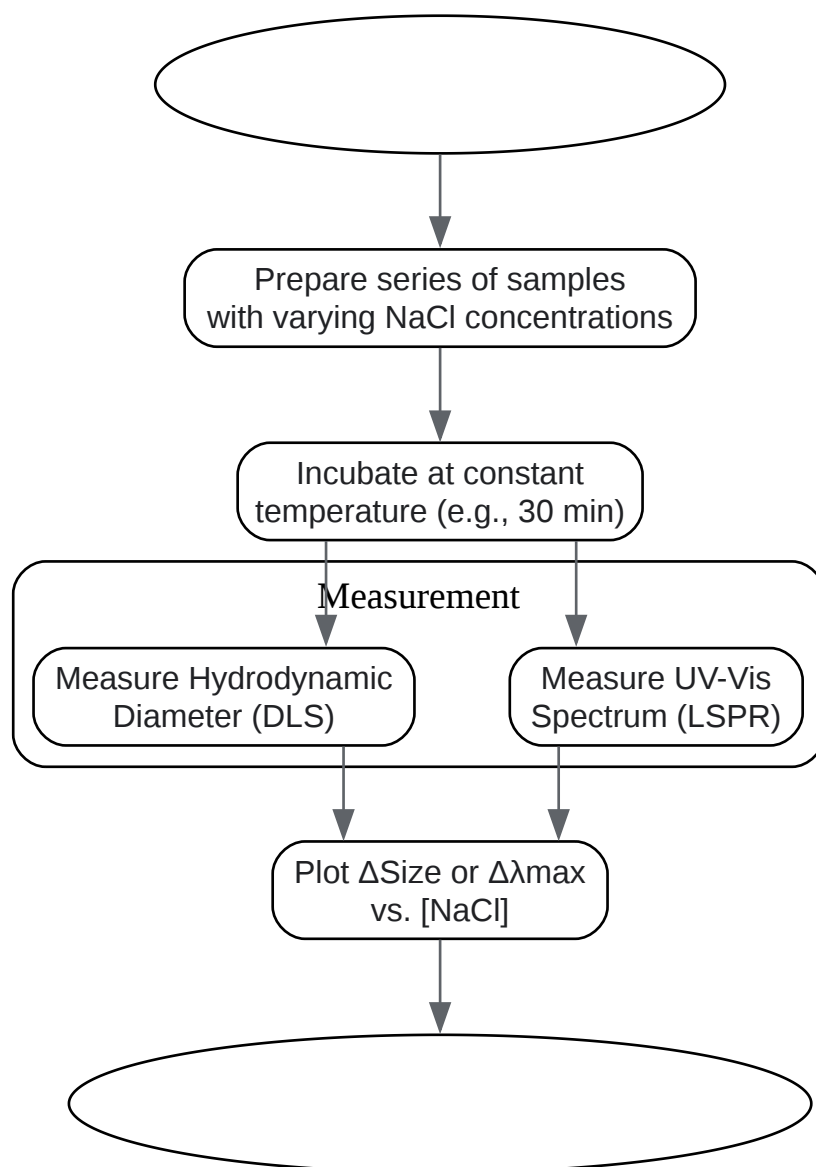 Prepare series of samples
with varying NaCl concentrations
Incubate at constant
temperature (e.g., 30 min)
Measurement
Measure Hydrodynamic
Diameter (DLS)
Measure UV-Vis
Spectrum (LSPR)
Plot ΔSize or Δλmax
vs. [NaCl]